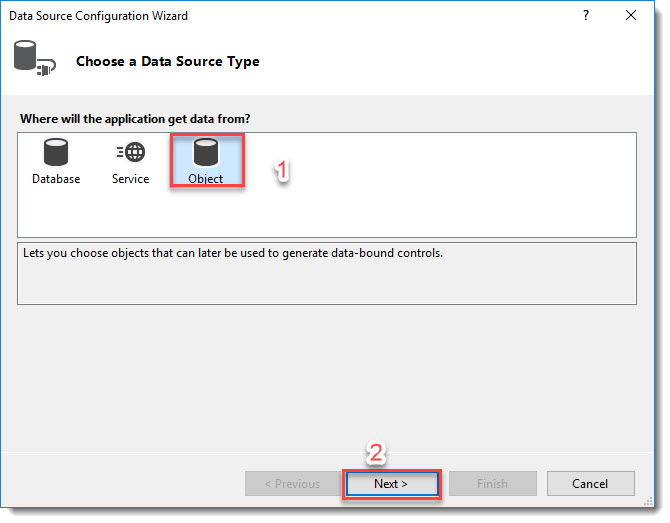 Data Source Configuration Wizard
?
Choose a Data Source Type
Where will the application get data from?
Database Service Object
1
Lets you choose objects that can later be used to generate data-bound controls.
2
< Previous Next > Finish Cancel